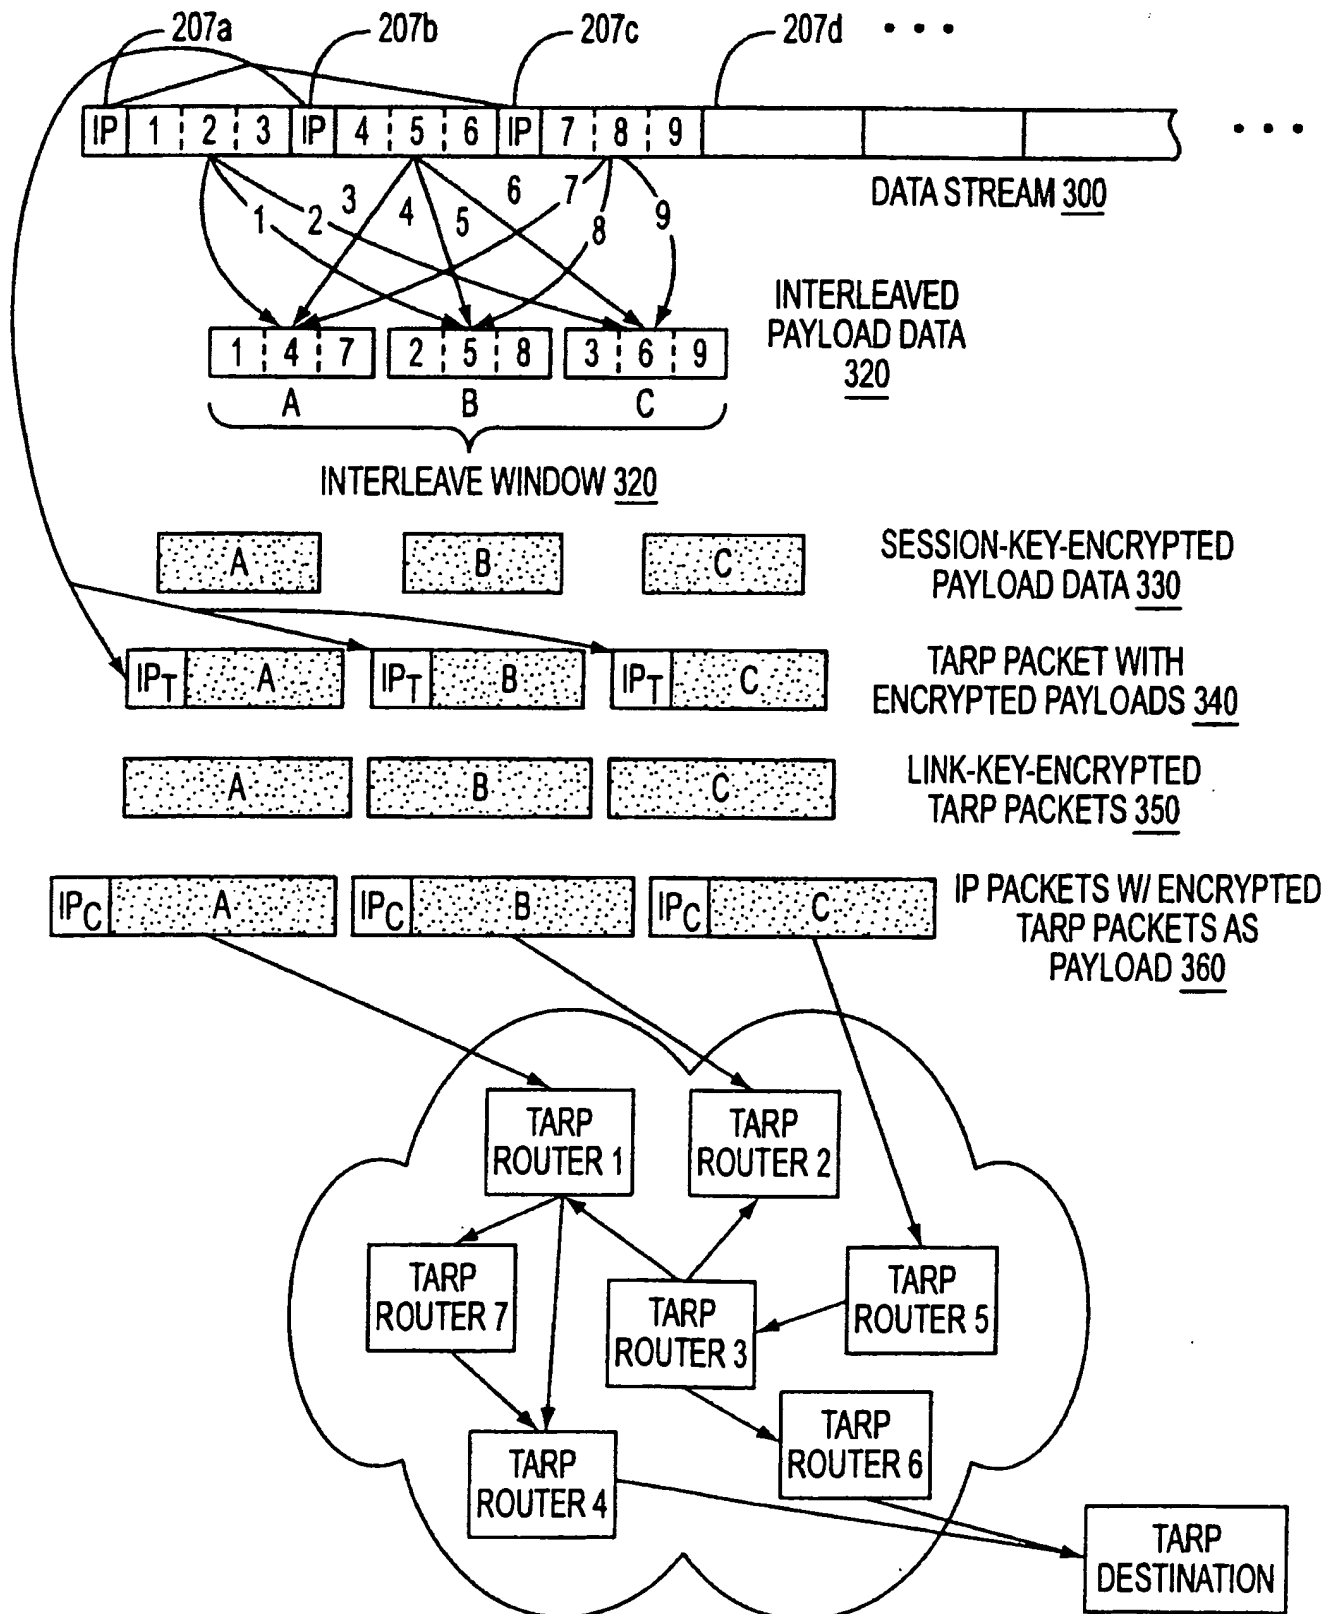 207a 207b 207c 207d • • •
IP 1 2 3 IP 4 5 6 IP 7 8 9 • • •
DATA STREAM 300
1 2 3 4 5 6 7 8 9
INTERLEAVED
PAYLOAD DATA
320
1 4 7 2 5 8 3 6 9
A B C
INTERLEAVE WINDOW 320
A B C
SESSION-KEY-ENCRYPTED
PAYLOAD DATA 330
IPT A IPT B IPT C
TARP PACKET WITH
ENCRYPTED PAYLOADS 340
A B C
LINK-KEY-ENCRYPTED
TARP PACKETS 350
IPC A IPC B IPC C
IP PACKETS W/ ENCRYPTED
TARP PACKETS AS
PAYLOAD 360
TARP
ROUTER 1
TARP
ROUTER 2
TARP
ROUTER 7
TARP
ROUTER 3
TARP
ROUTER 5
TARP
ROUTER 4
TARP
ROUTER 6
TARP
DESTINATION